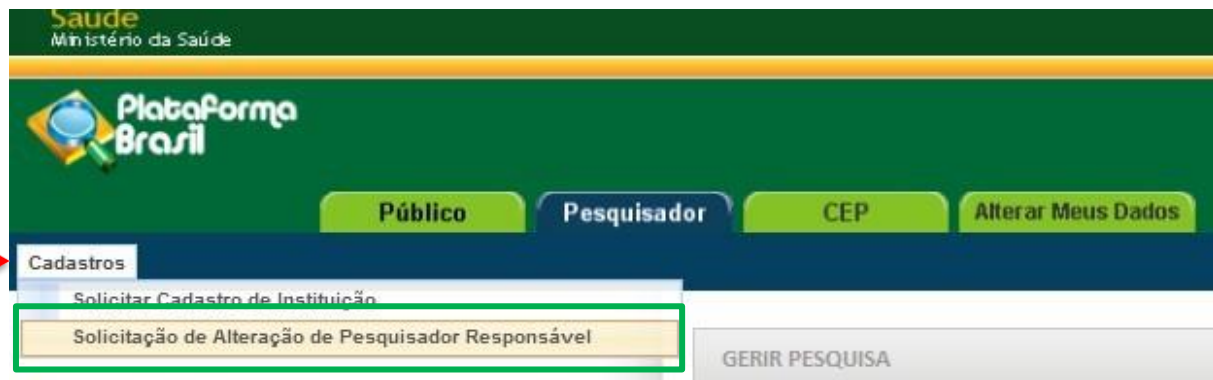 Saúde
Ministério da Saúde
Plataforma
Brasil
Público Pesquisador CEP Alterar Meus Dados
Cadastros
Solicitar Cadastro de Instituição
Solicitação de Alteração de Pesquisador Responsável
GERIR PESQUISA